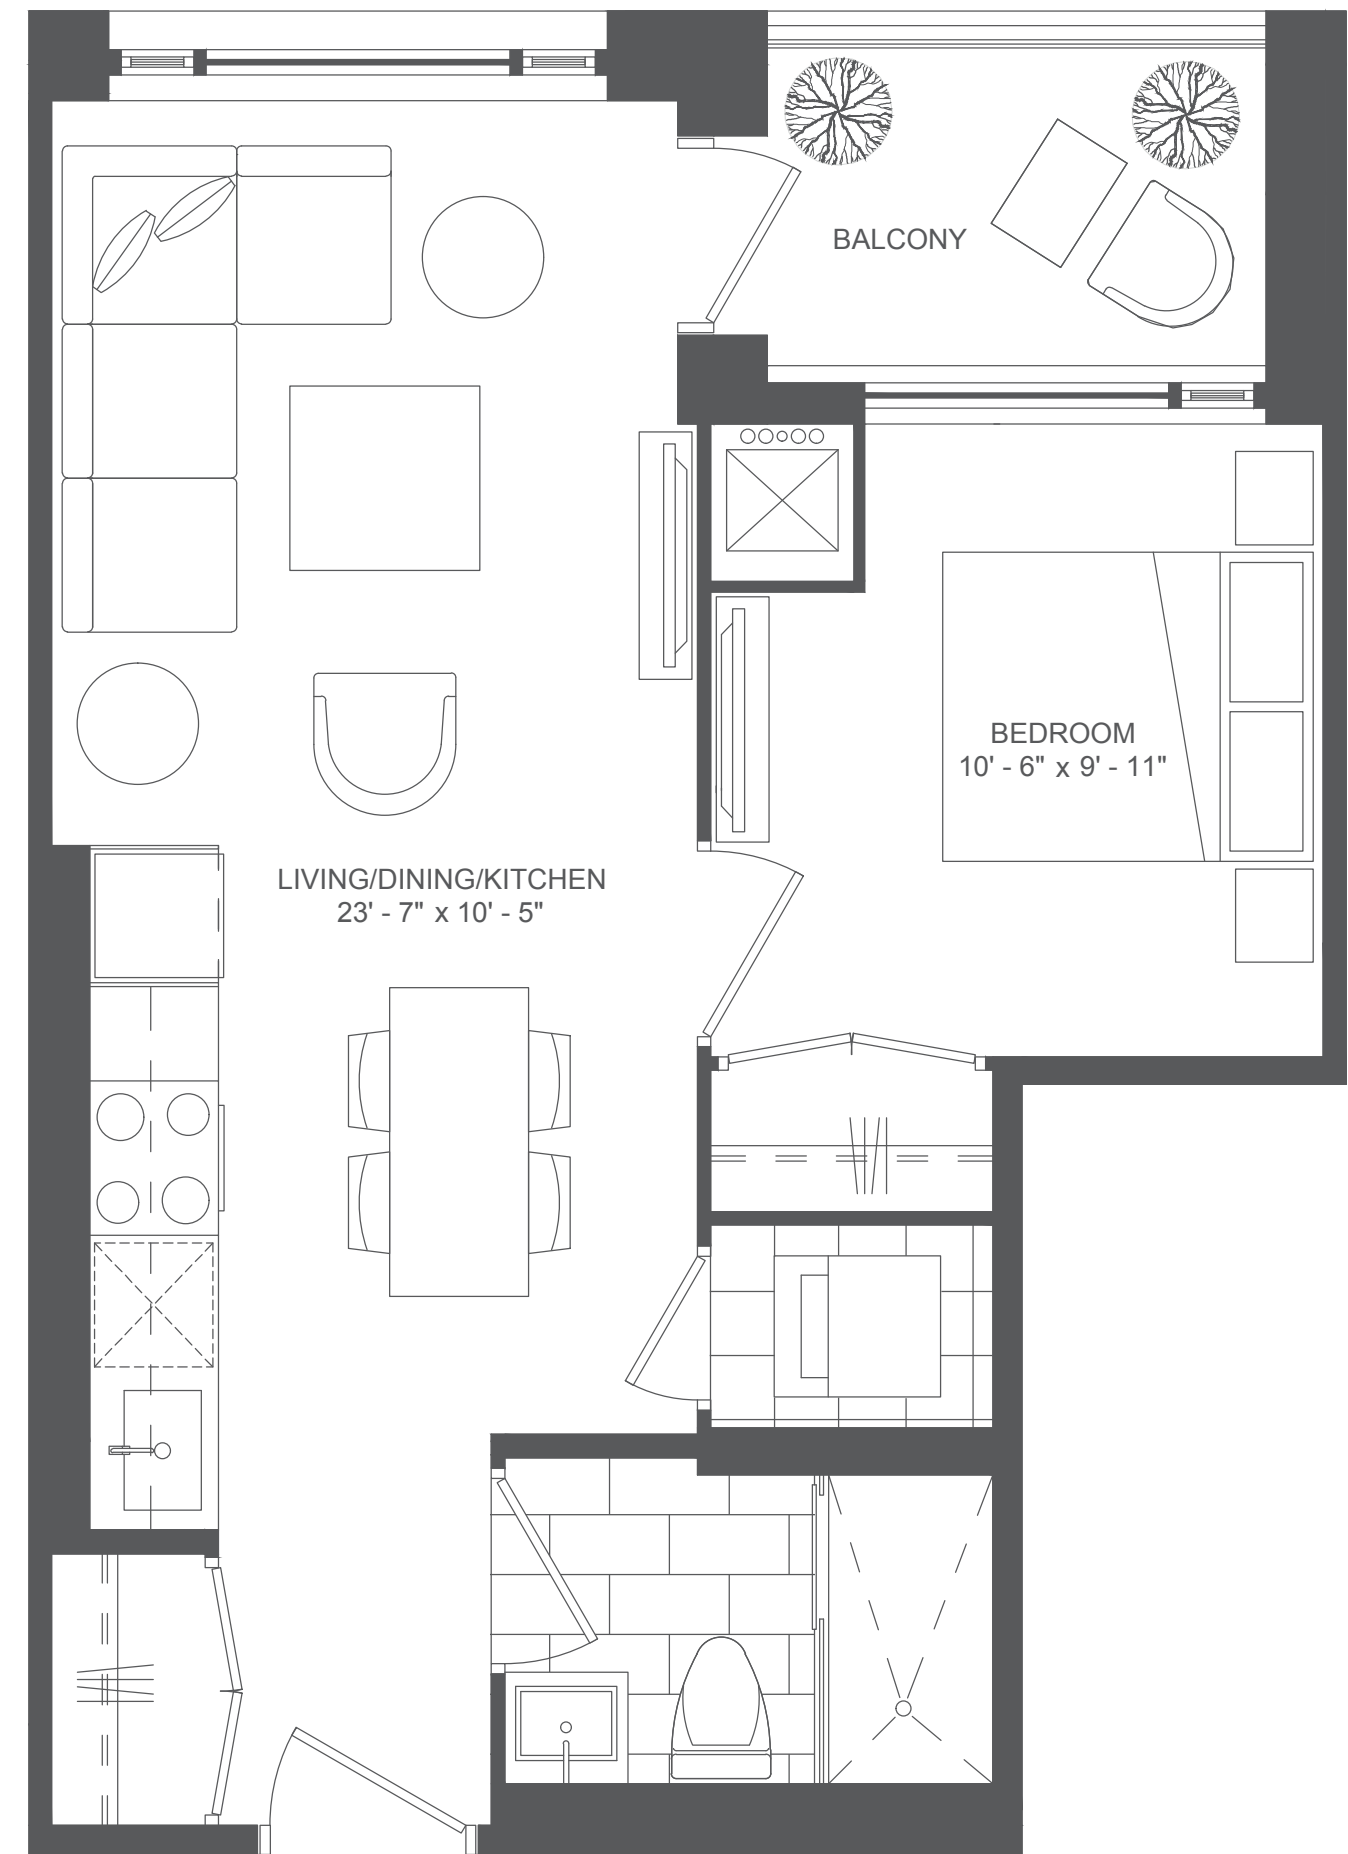 BALCONY
BEDROOM
10' - 6" x 9' - 11"
LIVING/DINING/KITCHEN
23' - 7" x 10' - 5"